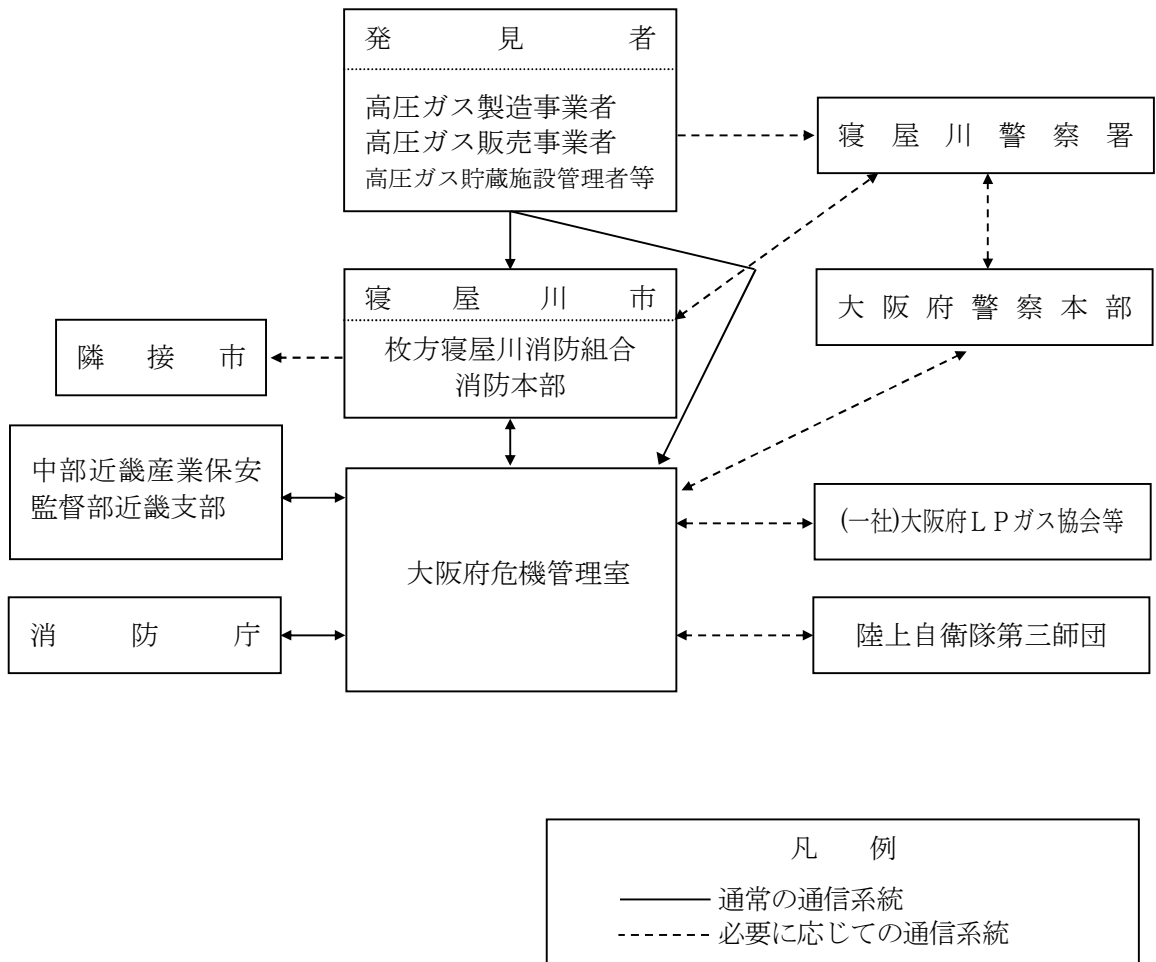 発見者
高圧ガス製造事業者
高圧ガス販売事業者
高圧ガス貯蔵施設管理者等
寝屋川警察署
寝屋川市
枚方寝屋川消防組合
消防本部
大阪府警察本部
隣接市
中部近畿産業保安
監督部近畿支部
大阪府危機管理室
(一社)大阪府ＬＰガス協会等
消防庁
陸上自衛隊第三師団
凡例
通常の通信系統
必要に応じての通信系統